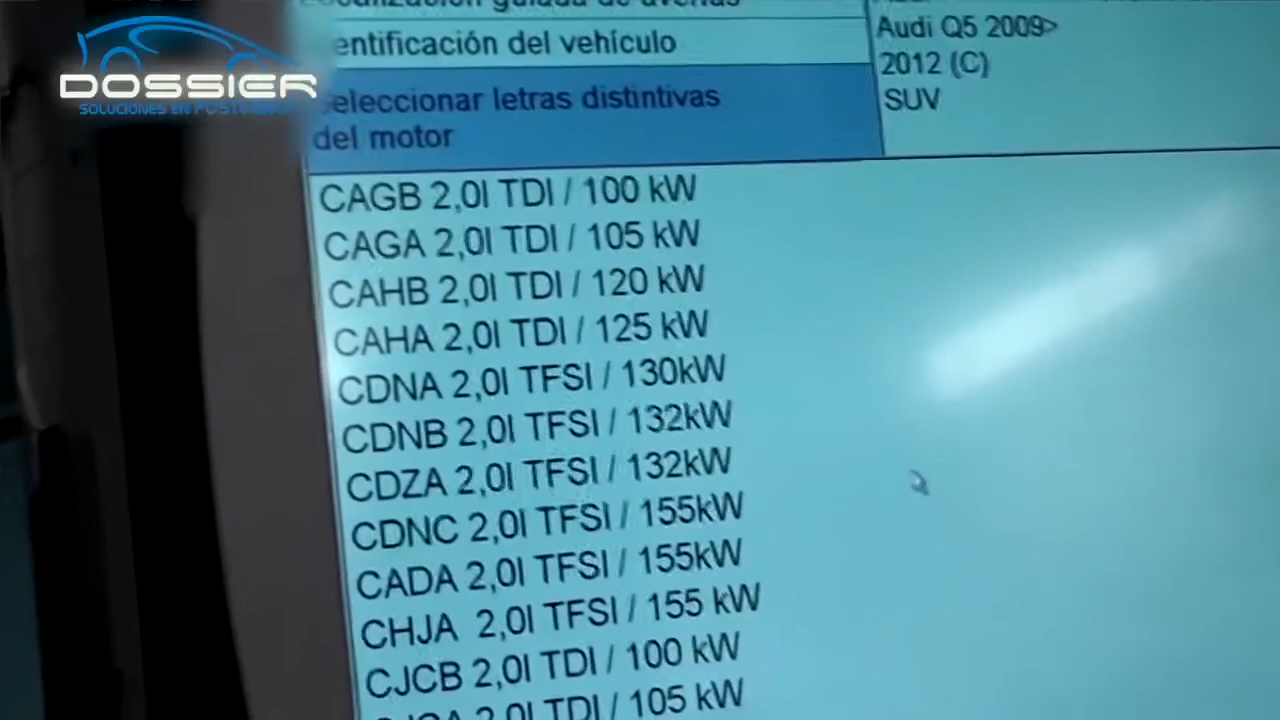 DOSSIER
guiada de
entificación del vehículo
Audi Q5 2009>
2012 (C)
SUV
eleccionar letras distintivas
del motor
CAGB 2,0l TDI / 100 kW
CAGA 2,0l TDI / 105 kW
CAHB 2,0l TDI / 120 kW
CAHA 2,0l TDI / 125 kW
CDNA 2,0l TFSI / 130kW
CDNB 2,0l TFSI / 132kW
CDZA 2,0l TFSI / 132kW
CDNC 2,0l TFSI / 155kW
CADA 2,0l TFSI / 155kW
CHJA 2,0l TFSI / 155 kW
CJCB 2,0l TDI / 100 kW
2,0l TDI / 105 kW